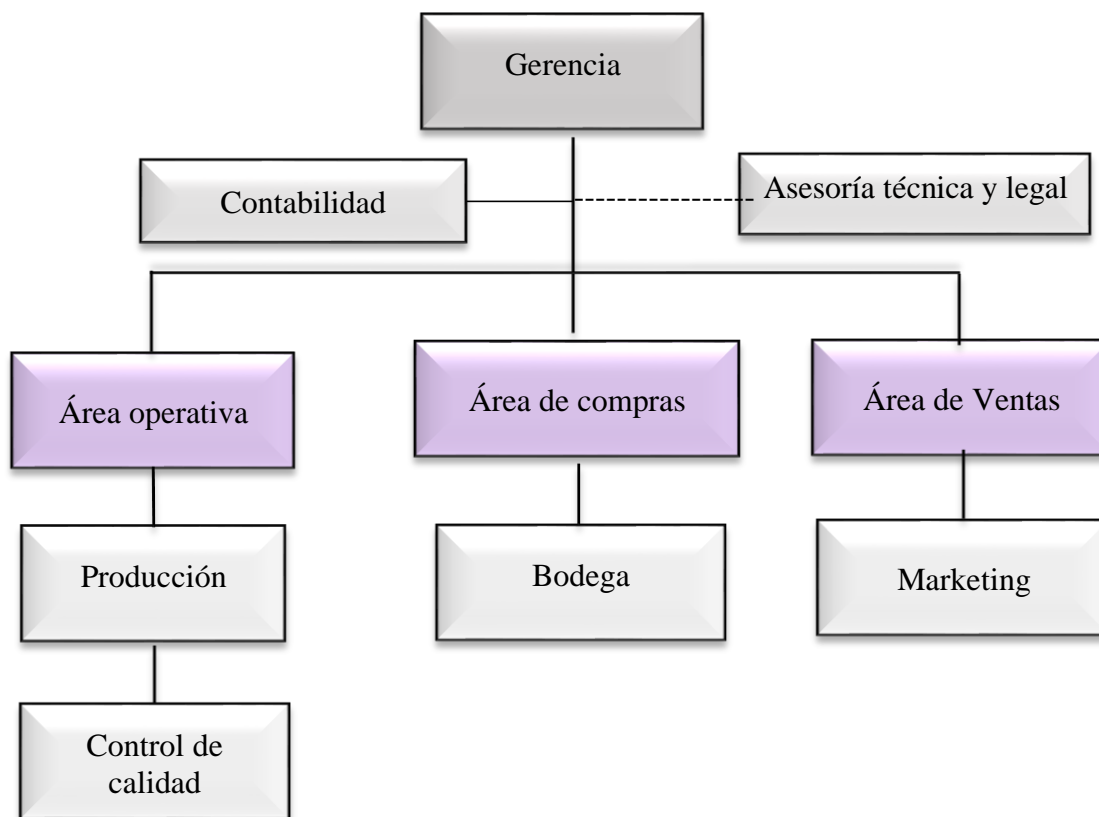 Gerencia
Contabilidad
Asesoría técnica y legal
Área operativa
Área de compras
Área de Ventas
Producción
Bodega
Marketing
Control de
calidad